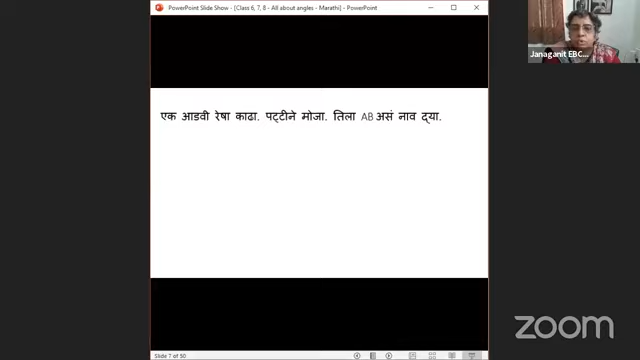 PowerPoint Slide Show - [Class 6, 7, 8 - All about angles - Marathi] - PowerPoint
Janaganit EBC...
एक आडवी रेषा काढा. पट्टीने मोजा. तिला AB असं नाव द्या.
Slide 7 of 50
zoom